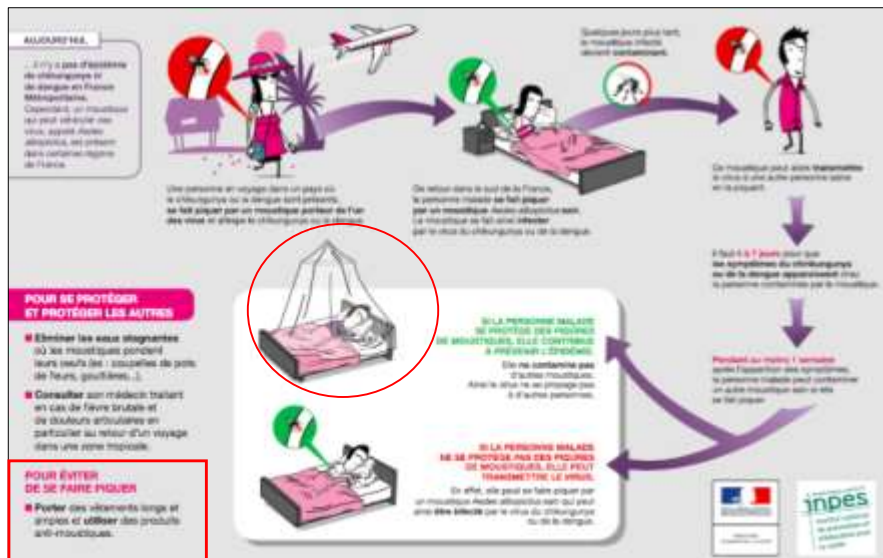 AUJOURD'HUI,
... il n'y a pas d'épidémie
de chikungunya ni
de dengue en France
Métropolitaine.
Cependant, un moustique
qui peut véhiculer ces
virus, appelé Aedes
albopictus, est présent
dans certaines régions
de France.
Une personne en voyage dans un pays où
le chikungunya ou la dengue sont présents,
se fait piquer par un moustique porteur de l'un
des virus et attrape le chikungunya ou la dengue.
De retour dans le sud de la France,
la personne malade se fait piquer
par un moustique Aedes albopictus sain.
Le moustique se fait ainsi infecter
par le virus du chikungunya ou de la dengue.
Quelques jours plus tard,
le moustique infecté
devient contaminant.
Ce moustique peut alors transmettre
le virus à une autre personne saine
en la piquant.
Il faut 4 à 7 jours pour que
les symptômes du chikungunya
ou de la dengue apparaissent chez
la personne contaminée par le moustique.
Pendant au moins 1 semaine
après l'apparition des symptômes,
la personne malade peut contaminer
un autre moustique sain si elle
se fait piquer.
POUR SE PROTÉGER
ET PROTÉGER LES AUTRES
Eliminer les eaux stagnantes
où les moustiques pondent
leurs oeufs (ex : coupelles de pots
de fleurs, gouttières...).
Consulter son médecin traitant
en cas de fièvre brutale et
de douleurs articulaires en
particulier au retour d'un voyage
dans une zone tropicale.
POUR ÉVITER
DE SE FAIRE PIQUER
Porter des vêtements longs et
amples et utiliser des produits
anti-moustiques.
SI LA PERSONNE MALADE
SE PROTÈGE DES PIQÛRES
DE MOUSTIQUES, ELLE CONTRIBUE
À PRÉVENIR L'ÉPIDÉMIE.
Elle ne contamine pas
d'autres moustiques.
Ainsi le virus ne se propage pas
à d'autres personnes.
SI LA PERSONNE MALADE
NE SE PROTÈGE PAS DES PIQÛRES
DE MOUSTIQUES, ELLE PEUT
TRANSMETTRE LE VIRUS.
En effet, elle peut se faire piquer par
un moustique Aedes albopictus sain qui peut
ainsi être infecté par le virus du chikungunya
ou de la dengue.
inpes